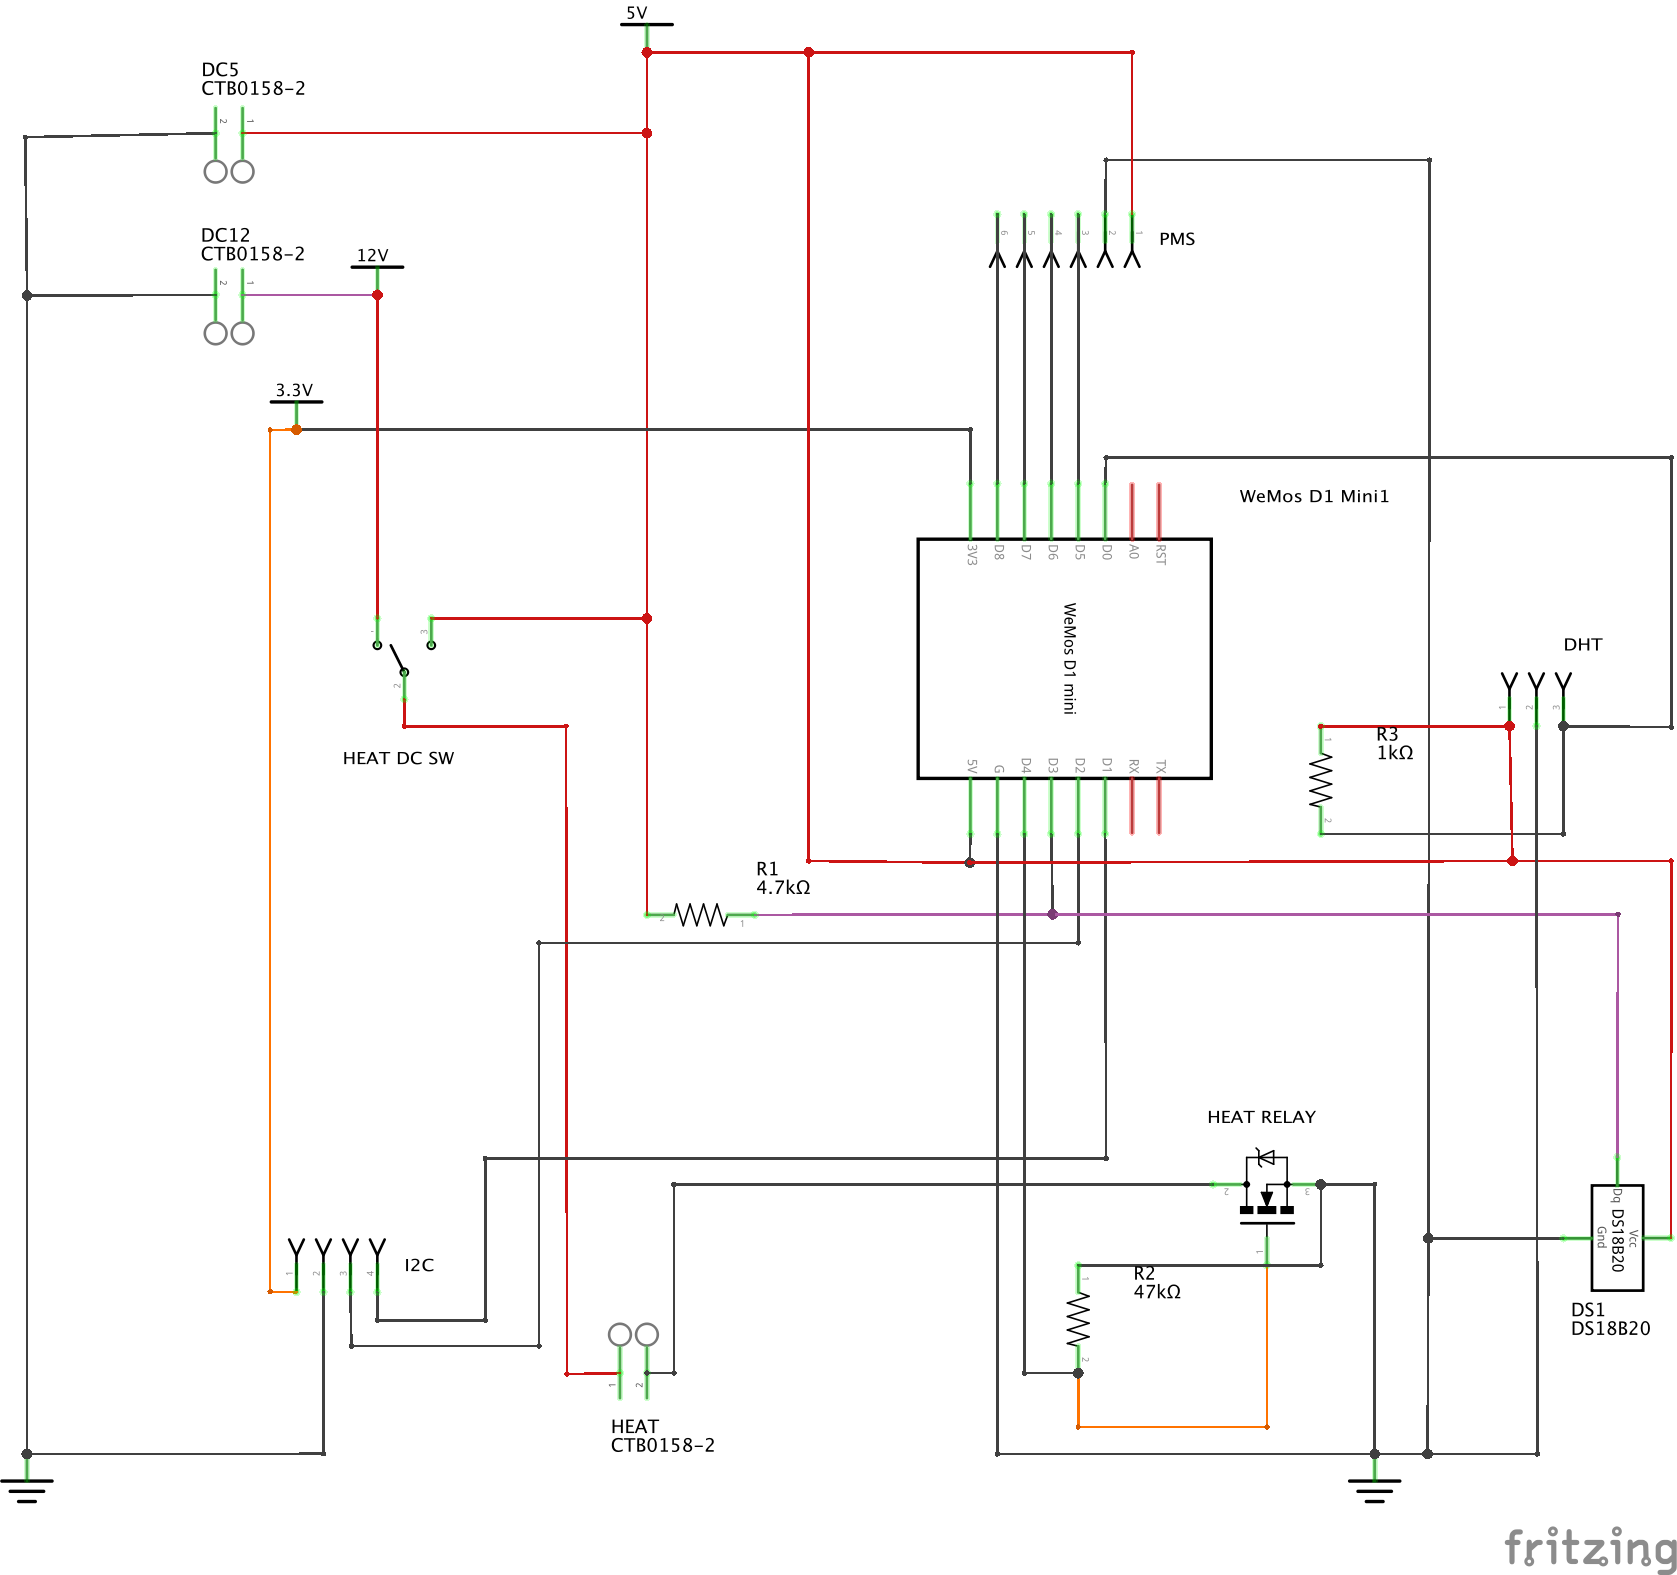 5V
DC5
CTB0158-2
2
1
DC12
CTB0158-2
2
1
12V
3.3V
6
5
4
3
2
1
PMS
WeMos D1 Mini1
3V3
D8
D7
D6
D5
D0
A0
RST
WeMos D1 mini
5V
G
D4
D3
D2
D1
RX
TX
1
3
2
HEAT DC SW
DHT
1
2
3
R3
1kΩ
1
2
R1
4.7kΩ
2
1
HEAT RELAY
2
3
1
R2
47kΩ
1
2
Dq
DS18B20
Gnd
Vcc
DS1
DS18B20
1
2
3
4
I2C
1
2
HEAT
CTB0158-2
fritzing